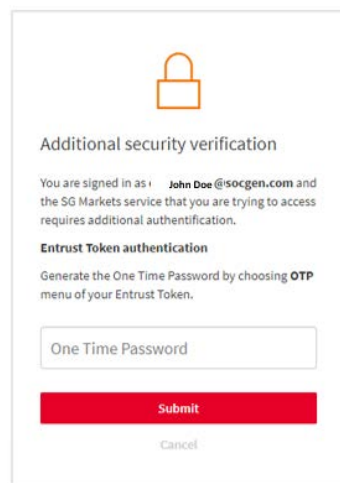 Additional security verification
You are signed in as John Doe @socgen.com and
the SG Markets service that you are trying to access
requires additional authentification.
Entrust Token authentication
Generate the One Time Password by choosing OTP
menu of your Entrust Token.
One Time Password
Submit
Cancel